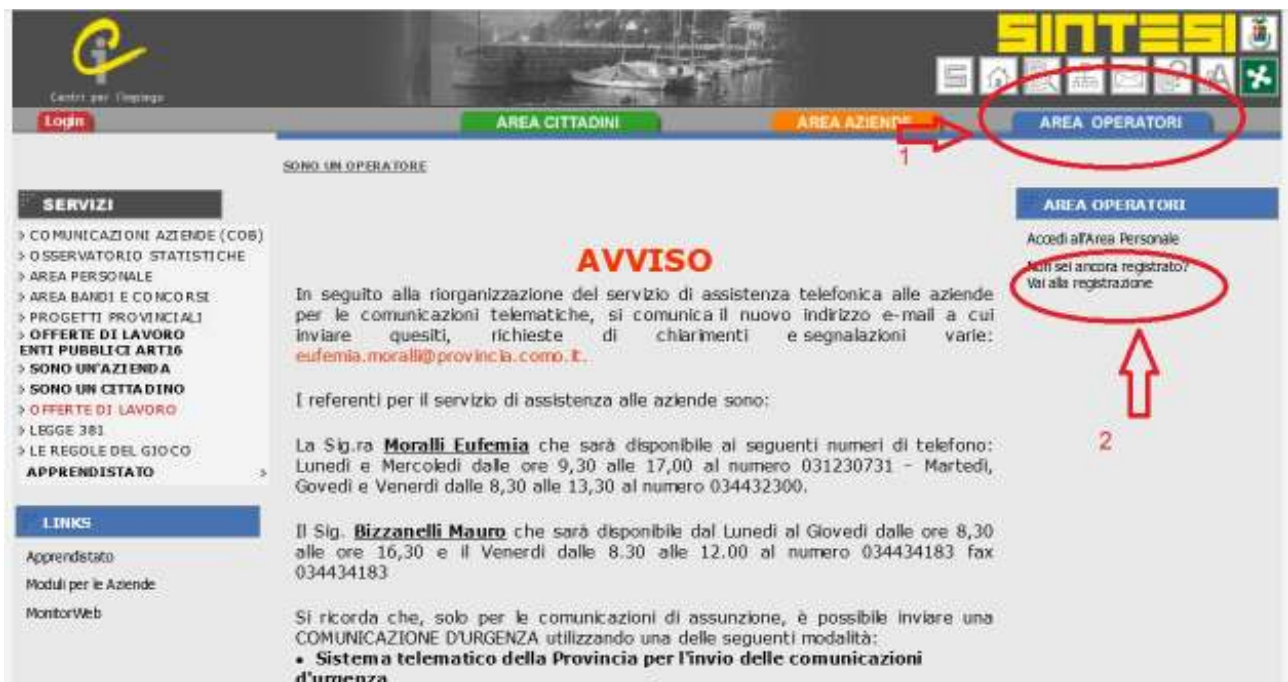 SINTESI
Centri per l'Impiego
Login
AREA CITTADINI
AREA AZIENDE
AREA OPERATORI
1
SONO UN OPERATORE
SERVIZI
> COMUNICAZIONI AZIENDE (COB)
> OSSERVATORIO STATISTICHE
> AREA PERSONALE
> AREA BANDI E CONCORSI
> PROGETTI PROVINCIALI
> OFFERTE DI LAVORO
ENTI PUBBLICI ART16
> SONO UN'AZIENDA
> SONO UN CITTADINO
> OFFERTE DI LAVORO
> LEGGE 381
> LE REGOLE DEL GIOCO
APPRENDISTATO >
LINKS
Apprendistato
Moduli per le Aziende
MonitorWeb
AVVISO
In seguito alla riorganizzazione del servizio di assistenza telefonica alle aziende
per le comunicazioni telematiche, si comunica il nuovo indirizzo e-mail a cui
inviare quesiti, richieste di chiarimenti e segnalazioni varie:
eufemia.moralli@provincia.como.it.
I referenti per il servizio di assistenza alle aziende sono:
La Sig.ra Moralli Eufemia che sarà disponibile ai seguenti numeri di telefono:
Lunedì e Mercoledì dalle ore 9,30 alle 17,00 al numero 031230731 - Martedì,
Govedì e Venerdì dalle 8,30 alle 13,30 al numero 034432300.
Il Sig. Bizzanelli Mauro che sarà disponibile dal Lunedì al Giovedì dalle ore 8,30
alle ore 16,30 e il Venerdì dalle 8.30 alle 12.00 al numero 034434183 fax
034434183
Si ricorda che, solo per le comunicazioni di assunzione, è possibile inviare una
COMUNICAZIONE D'URGENZA utilizzando una delle seguenti modalità:
• Sistema telematico della Provincia per l'invio delle comunicazioni
d'urgenza
AREA OPERATORI
Accedi all'Area Personale
Non sei ancora registrato?
Vai alla registrazione
2